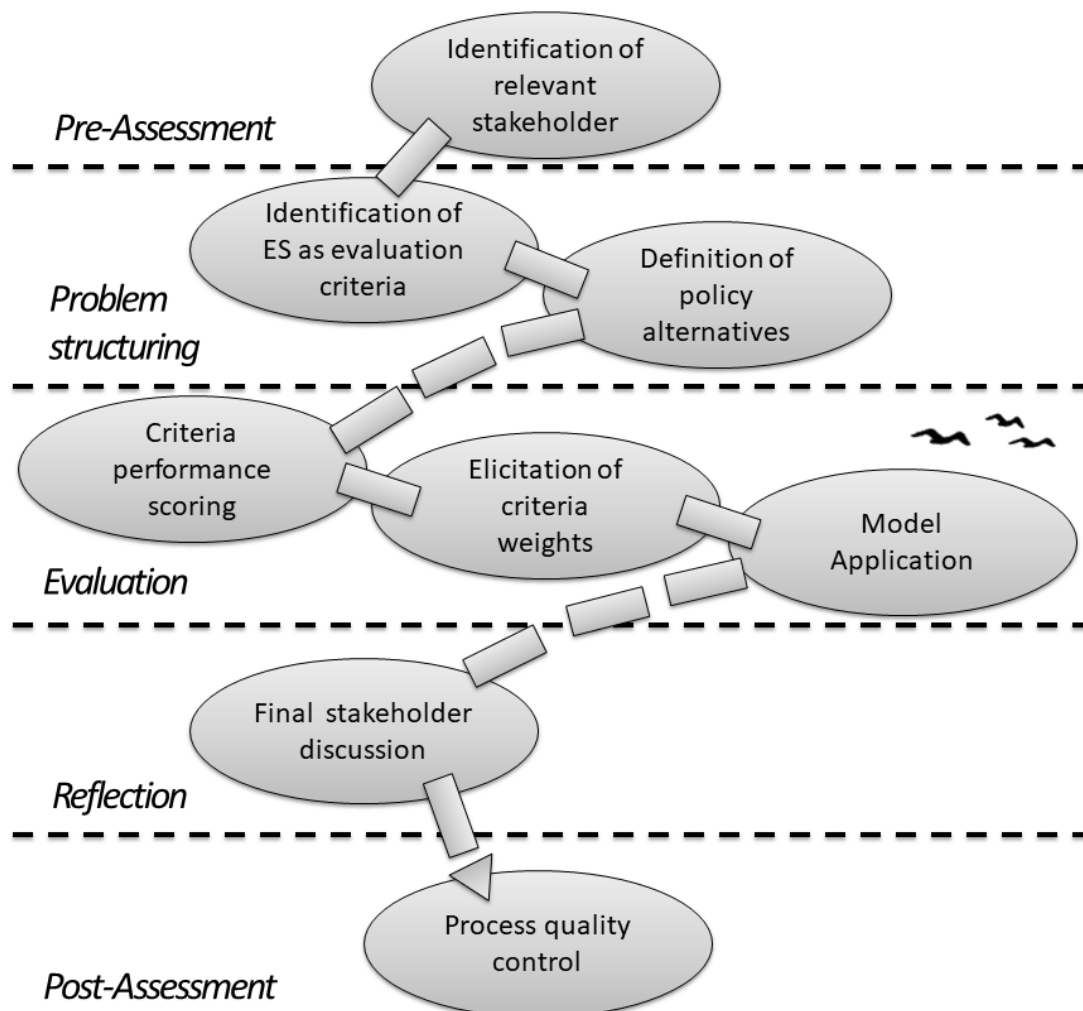 Identification of
relevant
stakeholder
Pre-Assessment
Identification of
ES as evaluation
criteria
Definition of
policy
alternatives
Problem
structuring
Criteria
performance
scoring
Elicitation of
criteria
weights
Model
Application
Evaluation
Final stakeholder
discussion
Reflection
Process quality
control
Post-Assessment